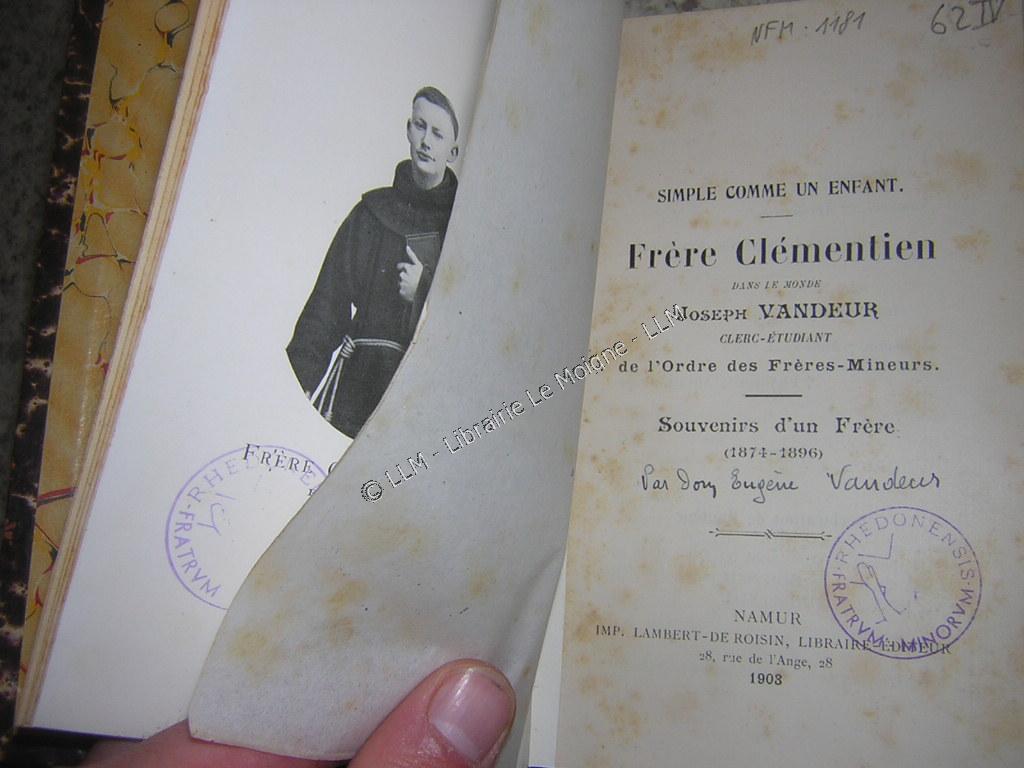 NFM - 1181
62 IV
SIMPLE COMME UN ENFANT.
Frère Clémentien
DANS LE MONDE
JOSEPH VANDEUR
CLERC-ÉTUDIANT
de l'Ordre des Frères-Mineurs.
Souvenirs d'un Frère
(1874-1896)
Par Dom Eugène Vandeur
NAMUR
IMP. LAMBERT-DE ROISIN, LIBRAIRE-ÉDITEUR
28, rue de l'Ange, 28
1903
RHEDONENSIS · FRATRVM MINORVM
FRÈRE
RHED
FRATRVM
© LLM - Librairie Le Moigne - LLM